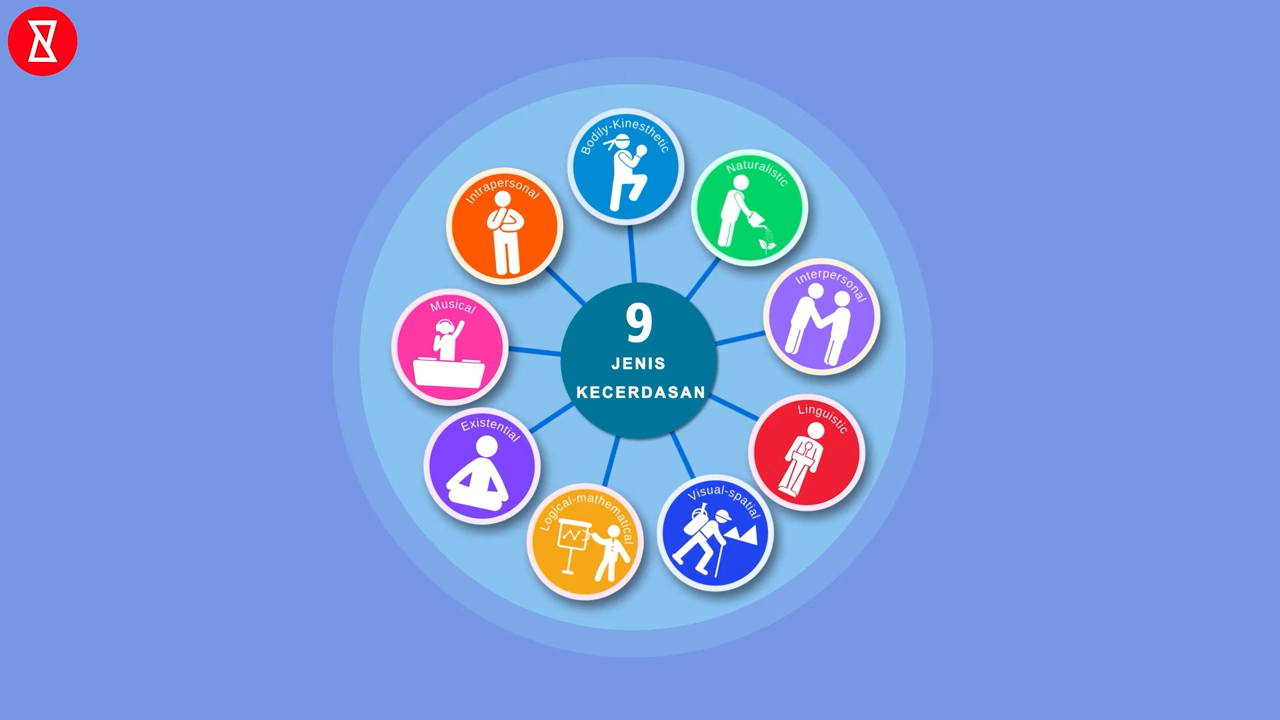 Bodily-Kinesthetic
Naturalistic
Intrapersonal
Interpersonal
Musical
9
JENIS
KECERDASAN
Linguistic
Existential
Visual-spatial
Logical-mathematical